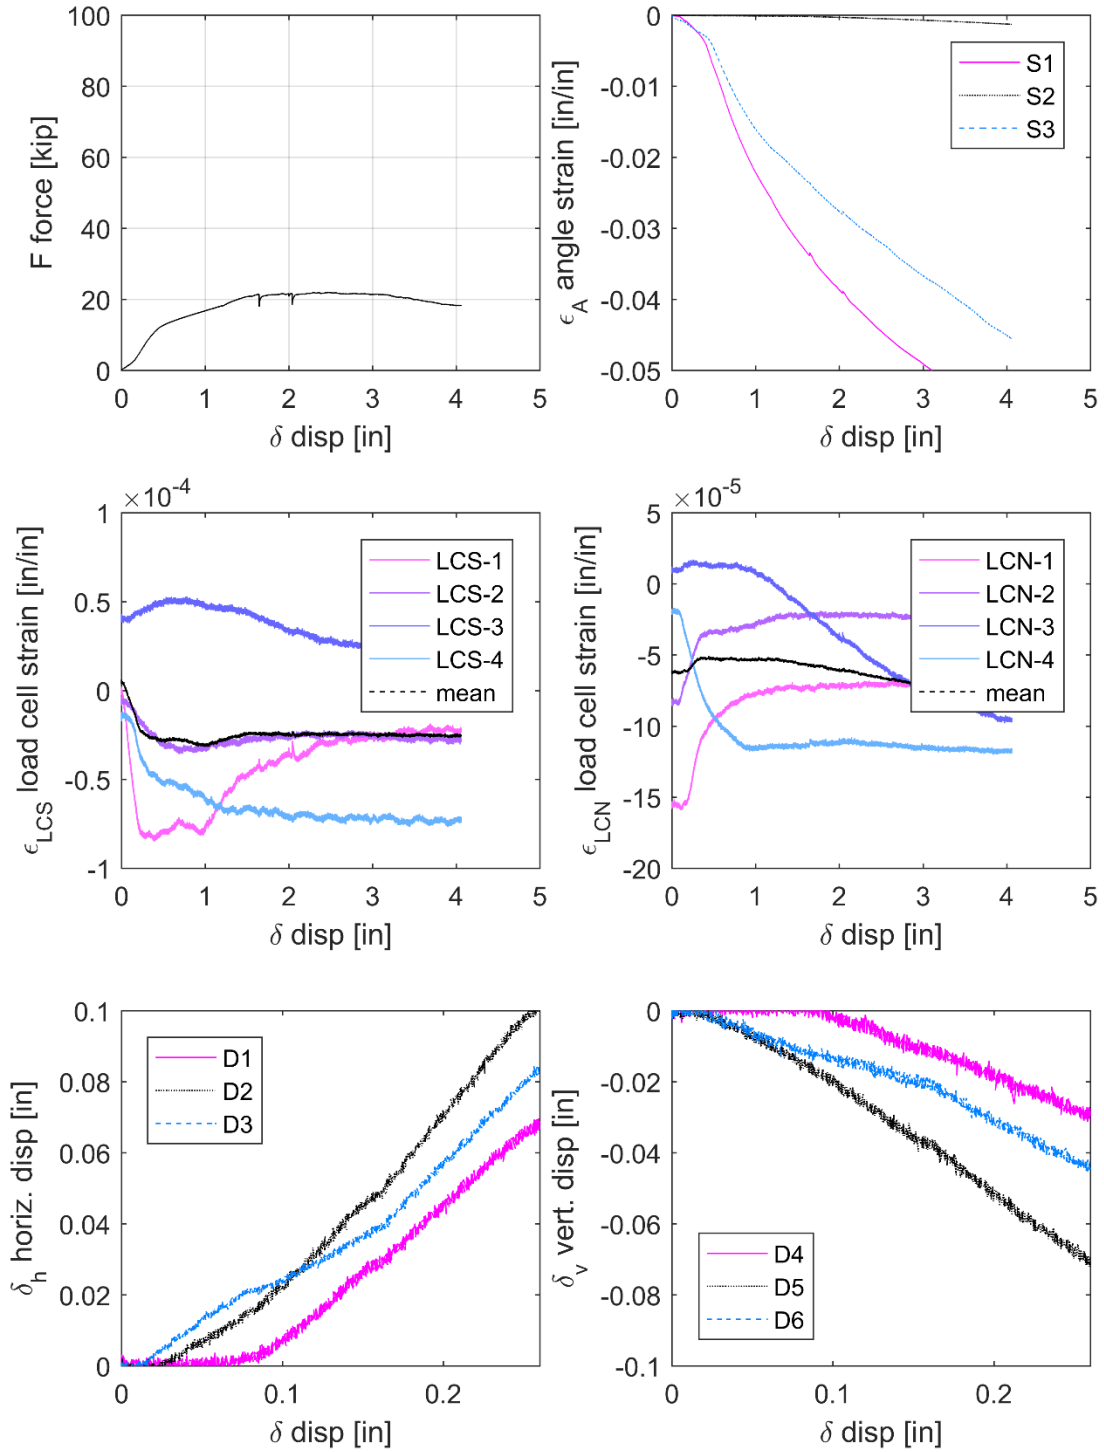 F force [kip]
100
80
60
40
20
0
0 1 2 3 4 5
δ disp [in]
ϵ_A angle strain [in/in]
0
-0.01
-0.02
-0.03
-0.04
-0.05
S1
S2
S3
0 1 2 3 4 5
δ disp [in]
×10^-4
ϵ_LCS load cell strain [in/in]
1
0.5
0
-0.5
-1
LCS-1
LCS-2
LCS-3
LCS-4
mean
0 1 2 3 4 5
δ disp [in]
×10^-5
ϵ_LCN load cell strain [in/in]
5
0
-5
-10
-15
-20
LCN-1
LCN-2
LCN-3
LCN-4
mean
0 1 2 3 4 5
δ disp [in]
δ_h horiz. disp [in]
0.1
0.08
0.06
0.04
0.02
0
D1
D2
D3
0 0.1 0.2
δ disp [in]
δ_v vert. disp [in]
0
-0.02
-0.04
-0.06
-0.08
-0.1
D4
D5
D6
0 0.1 0.2
δ disp [in]